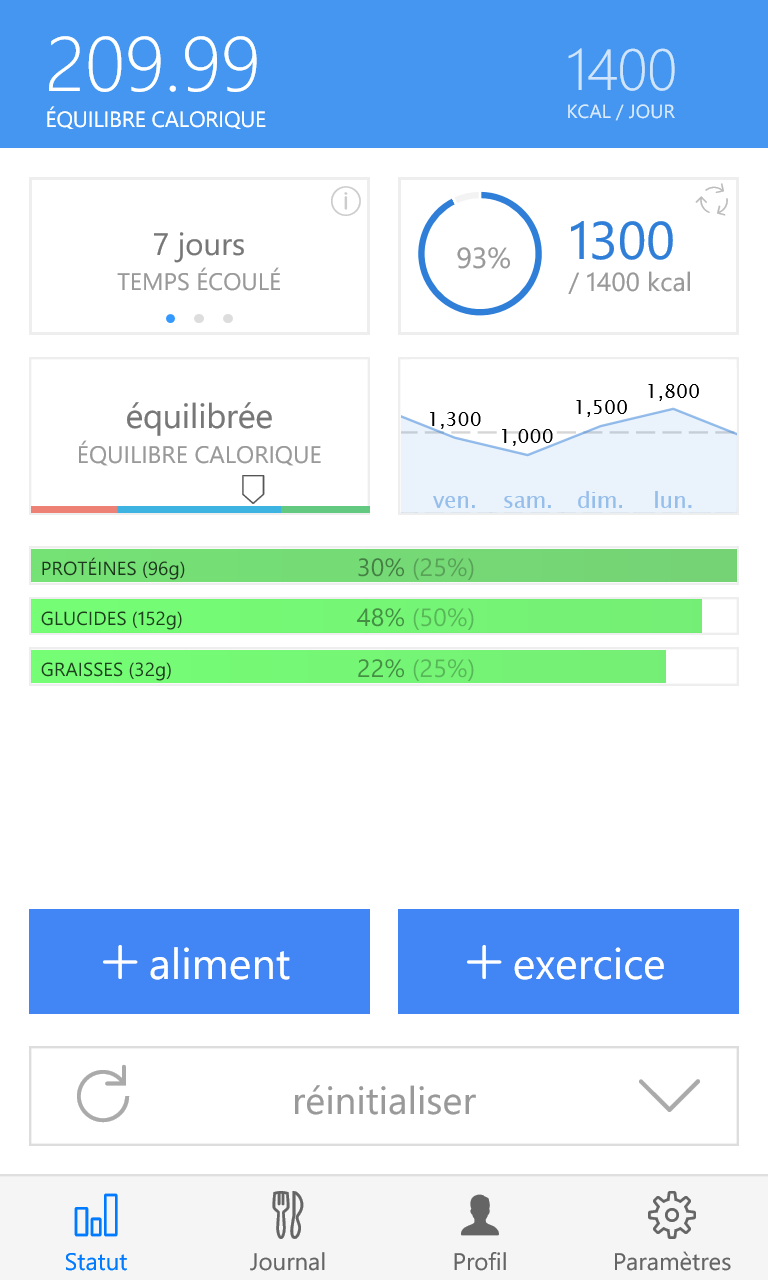 209.99
ÉQUILIBRE CALORIQUE
1400
KCAL / JOUR
7 jours
TEMPS ÉCOULÉ
93%
1300
/ 1400 kcal
équilibrée
ÉQUILIBRE CALORIQUE
1,300
1,000
1,500
1,800
ven. sam. dim. lun.
PROTÉINES (96g) 30% (25%)
GLUCIDES (152g) 48% (50%)
GRAISSES (32g) 22% (25%)
+ aliment
+ exercice
réinitialiser
Statut Journal Profil Paramètres